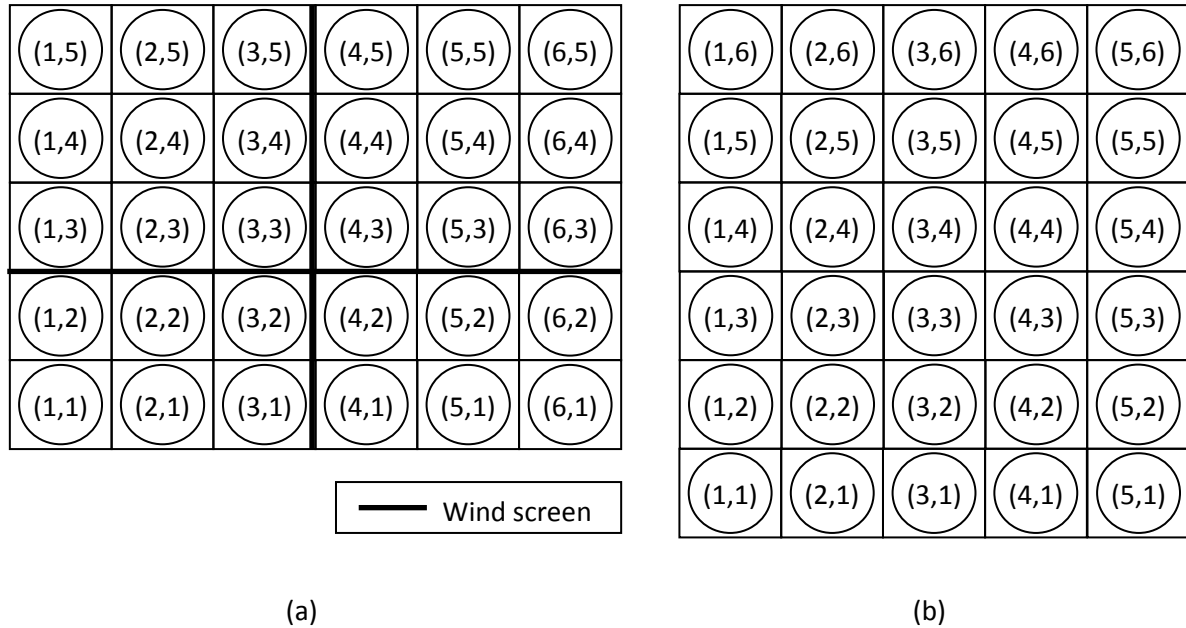 (1,5) (2,5) (3,5) (4,5) (5,5) (6,5)
(1,4) (2,4) (3,4) (4,4) (5,4) (6,4)
(1,3) (2,3) (3,3) (4,3) (5,3) (6,3)
(1,2) (2,2) (3,2) (4,2) (5,2) (6,2)
(1,1) (2,1) (3,1) (4,1) (5,1) (6,1)
Wind screen
(a)
(1,6) (2,6) (3,6) (4,6) (5,6)
(1,5) (2,5) (3,5) (4,5) (5,5)
(1,4) (2,4) (3,4) (4,4) (5,4)
(1,3) (2,3) (3,3) (4,3) (5,3)
(1,2) (2,2) (3,2) (4,2) (5,2)
(1,1) (2,1) (3,1) (4,1) (5,1)
(b)